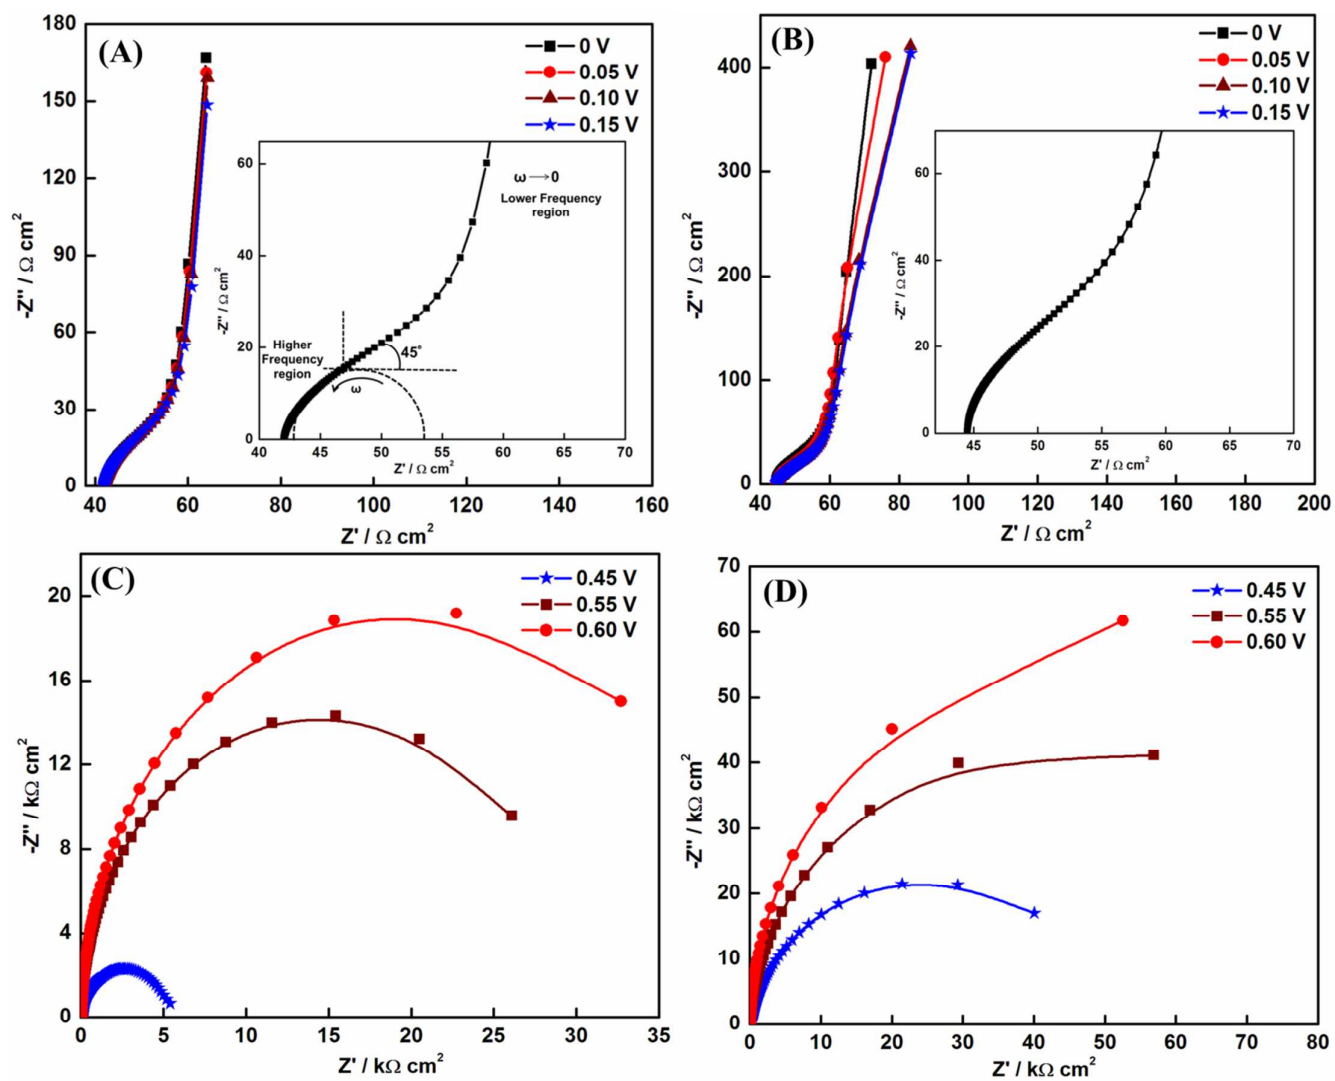 (A)
0 V
0.05 V
0.10 V
0.15 V
180
150
120
90
60
30
0
-Z'' / Ω cm²
40
60
80
100
120
140
160
Z' / Ω cm²
60
40
20
0
-Z'' / Ω cm²
ω → 0
Lower Frequency
region
Higher
Frequency
region
45°
ω
40
45
50
55
60
65
70
Z' / Ω cm²
(B)
0 V
0.05 V
0.10 V
0.15 V
400
300
200
100
0
-Z'' / Ω cm²
40
60
80
100
120
140
160
180
200
Z' / Ω cm²
60
40
20
0
-Z'' / Ω cm²
45
50
55
60
65
70
Z' / Ω cm²
(C)
0.45 V
0.55 V
0.60 V
20
16
12
8
4
0
-Z'' / kΩ cm²
0
5
10
15
20
25
30
35
Z' / kΩ cm²
(D)
0.45 V
0.55 V
0.60 V
70
60
50
40
30
20
10
0
-Z'' / kΩ cm²
0
10
20
30
40
50
60
70
80
Z' / kΩ cm²